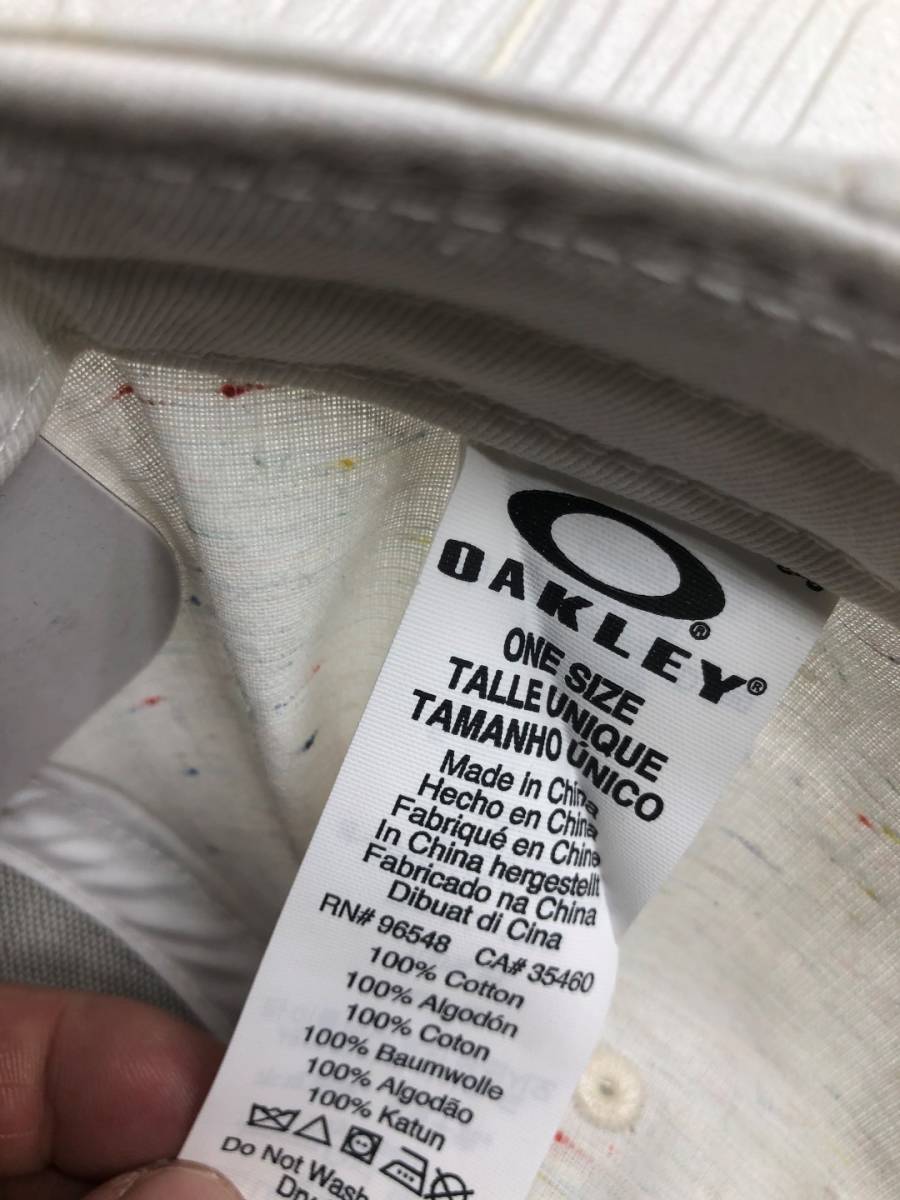 OAKLEY®
ONE SIZE
TALLE UNIQUE
TAMANHO ÚNICO
Made in China
Hecho en China
Fabriqué en Chine
In China hergestellt
Fabricado na China
Dibuat di Cina
RN# 96548 CA# 35460
100% Cotton
100% Algodón
100% Coton
100% Baumwolle
100% Algodão
100% Katun
Do Not Wash